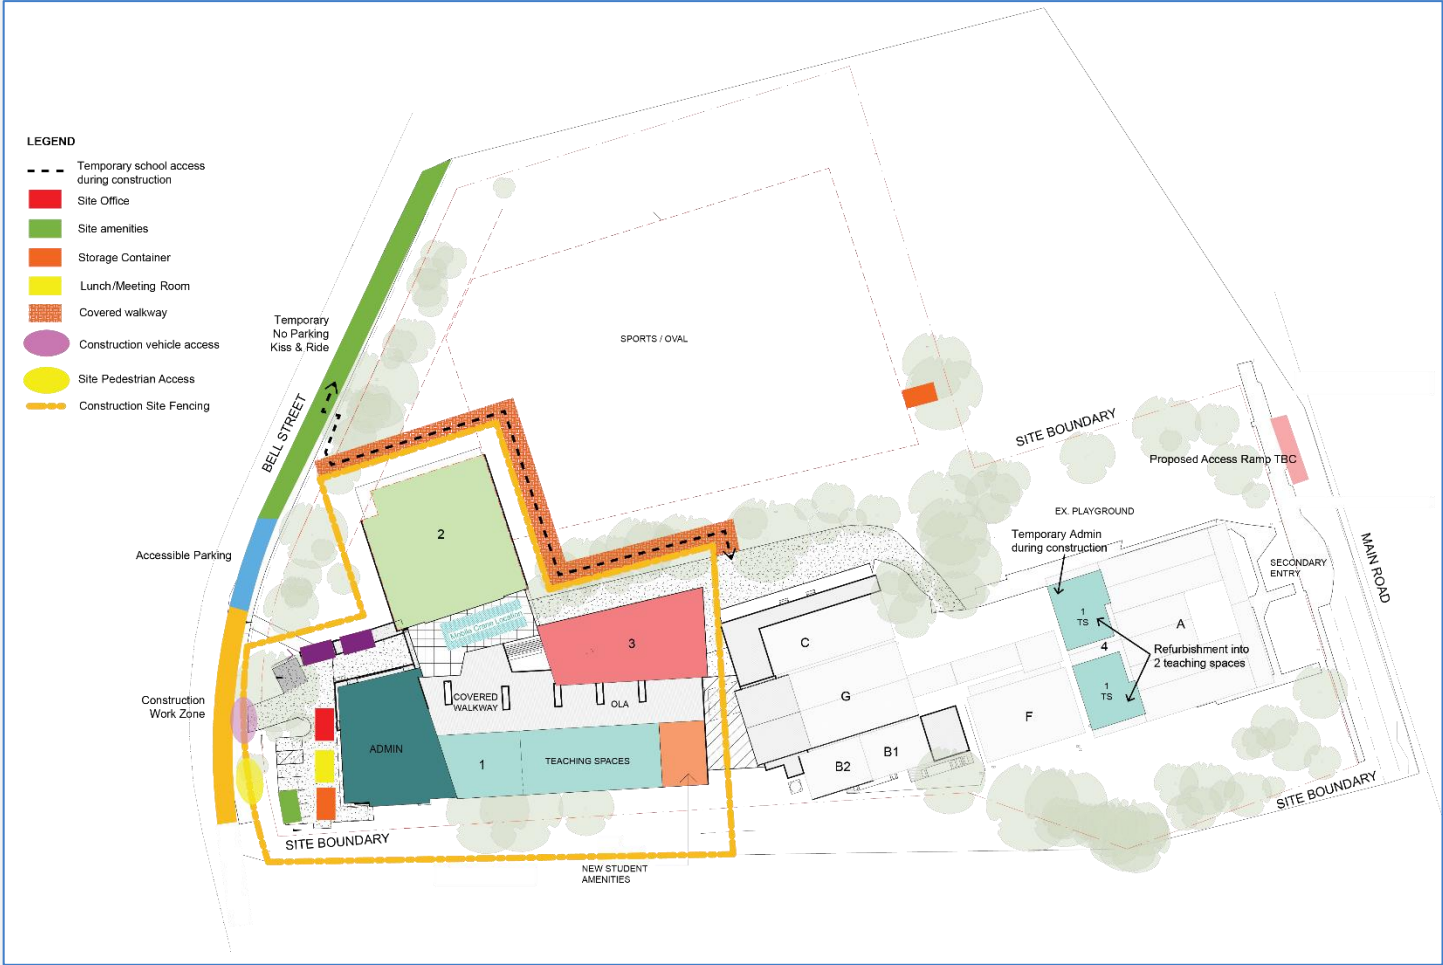 LEGEND
Temporary school access
during construction
Site Office
Site amenities
Storage Container
Lunch/Meeting Room
Covered walkway
Construction vehicle access
Site Pedestrian Access
Construction Site Fencing
Temporary
No Parking
Kiss & Ride
BELL STREET
SPORTS / OVAL
SITE BOUNDARY
Proposed Access Ramp TBC
EX. PLAYGROUND
Temporary Admin
during construction
MAIN ROAD
SECONDARY
ENTRY
Accessible Parking
2
Mobile Crane Location
3
C
1
TS
A
4
Refurbishment into
2 teaching spaces
1
TS
Construction
Work Zone
COVERED
WALKWAY
OLA
G
F
ADMIN
1
TEACHING SPACES
B1
B2
SITE BOUNDARY
SITE BOUNDARY
NEW STUDENT
AMENITIES